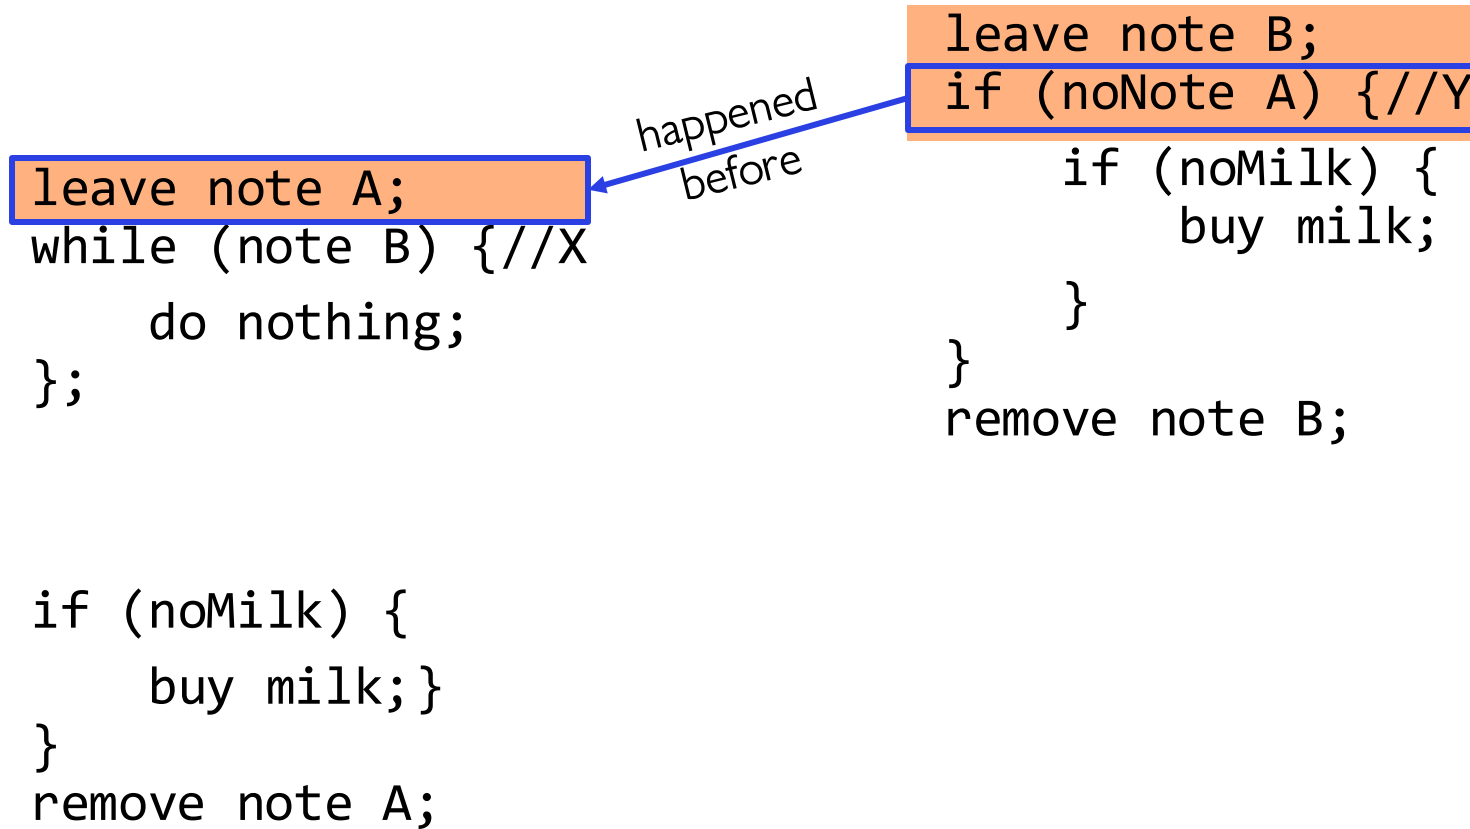 leave note A;
while (note B) {//X
    do nothing;
};
if (noMilk) {
    buy milk;}
}
remove note A;
happened
before
leave note B;
if (noNote A) {//Y
    if (noMilk) {
        buy milk;
    }
}
remove note B;